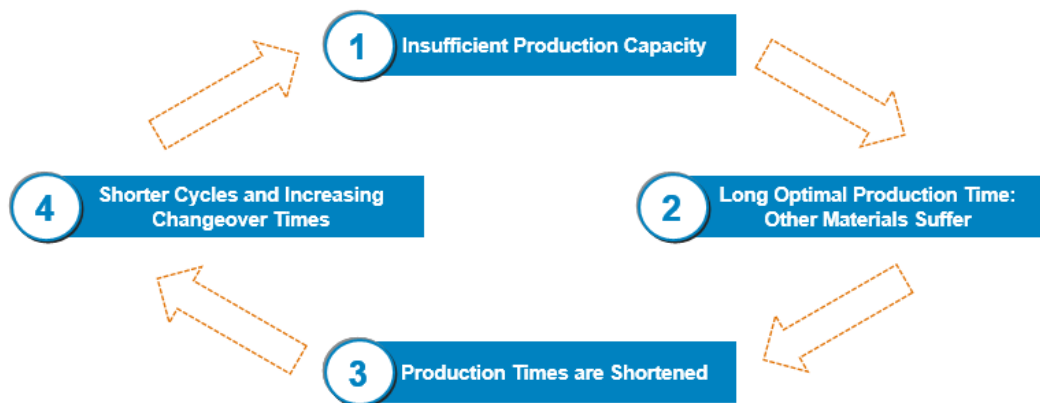 1
Insufficient Production Capacity
2
Long Optimal Production Time:
Other Materials Suffer
3
Production Times are Shortened
4
Shorter Cycles and Increasing
Changeover Times